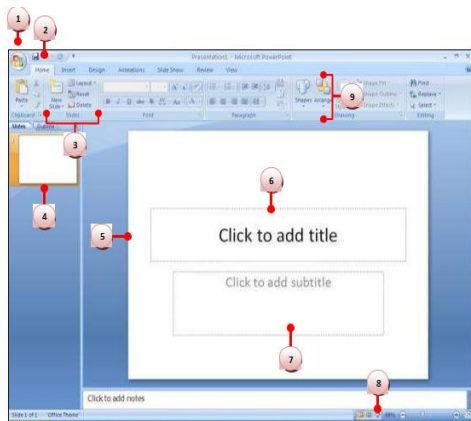 1
2
Presentation1 - Microsoft PowerPoint
Home Insert Design Animations Slide Show Review View
Layout
Shape Fill
Find
Reset
9
Shape Outline
Replace
Paste New Slide Delete
Shapes Arrange
Shape Effects
Select
Clipboard Slides Font Paragraph Drawing Editing
Slides Outline
3
4
5
6
Click to add title
Click to add subtitle
7
8
Click to add notes
Slide 1 of 1 "Office Theme"